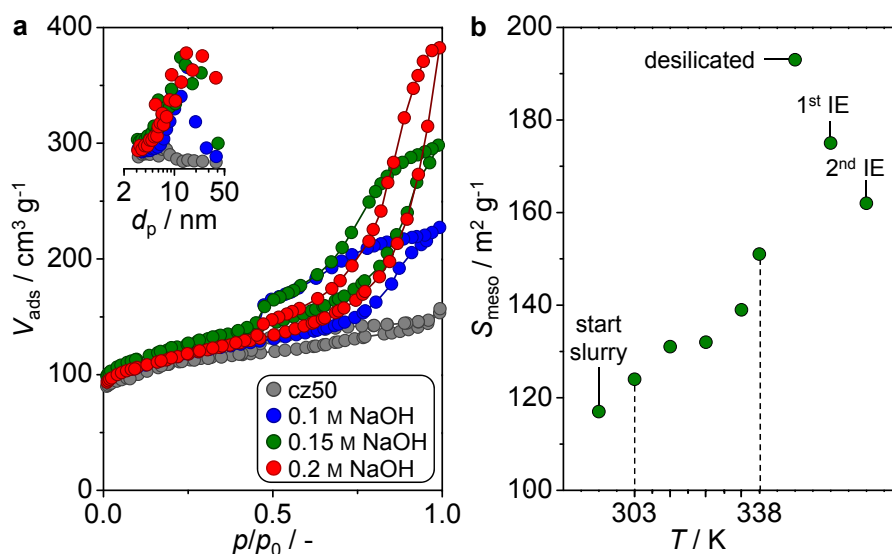 a
400
300
200
100
0
V_ads / cm³ g⁻¹
2
10
50
d_p / nm
cz50
0.1 M NaOH
0.15 M NaOH
0.2 M NaOH
0.0
0.5
1.0
p/p₀ / -
b
200
180
160
140
120
100
S_meso / m² g⁻¹
desilicated
1ˢᵗ IE
2ⁿᵈ IE
start
slurry
303
338
T / K